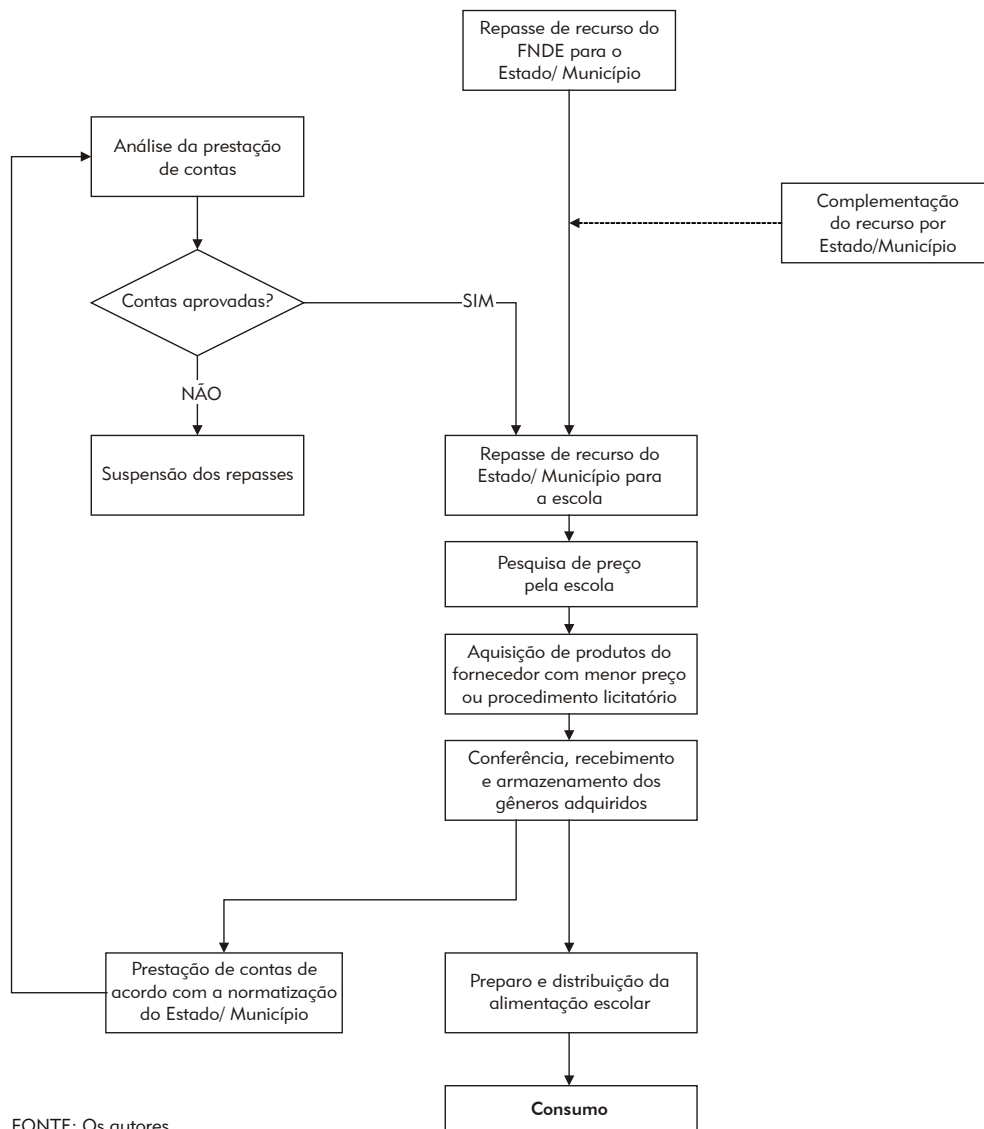 Repasse de recurso do
FNDE para o
Estado/ Município
Análise da prestação
de contas
Complementação
do recurso por
Estado/Município
Contas aprovadas?
SIM
NÃO
Suspensão dos repasses
Repasse de recurso do
Estado/ Município para
a escola
Pesquisa de preço
pela escola
Aquisição de produtos do
fornecedor com menor preço
ou procedimento licitatório
Conferência, recebimento
e armazenamento dos
gêneros adquiridos
Prestação de contas de
acordo com a normatização
do Estado/ Município
Preparo e distribuição da
alimentação escolar
Consumo
FONTE: Os autores